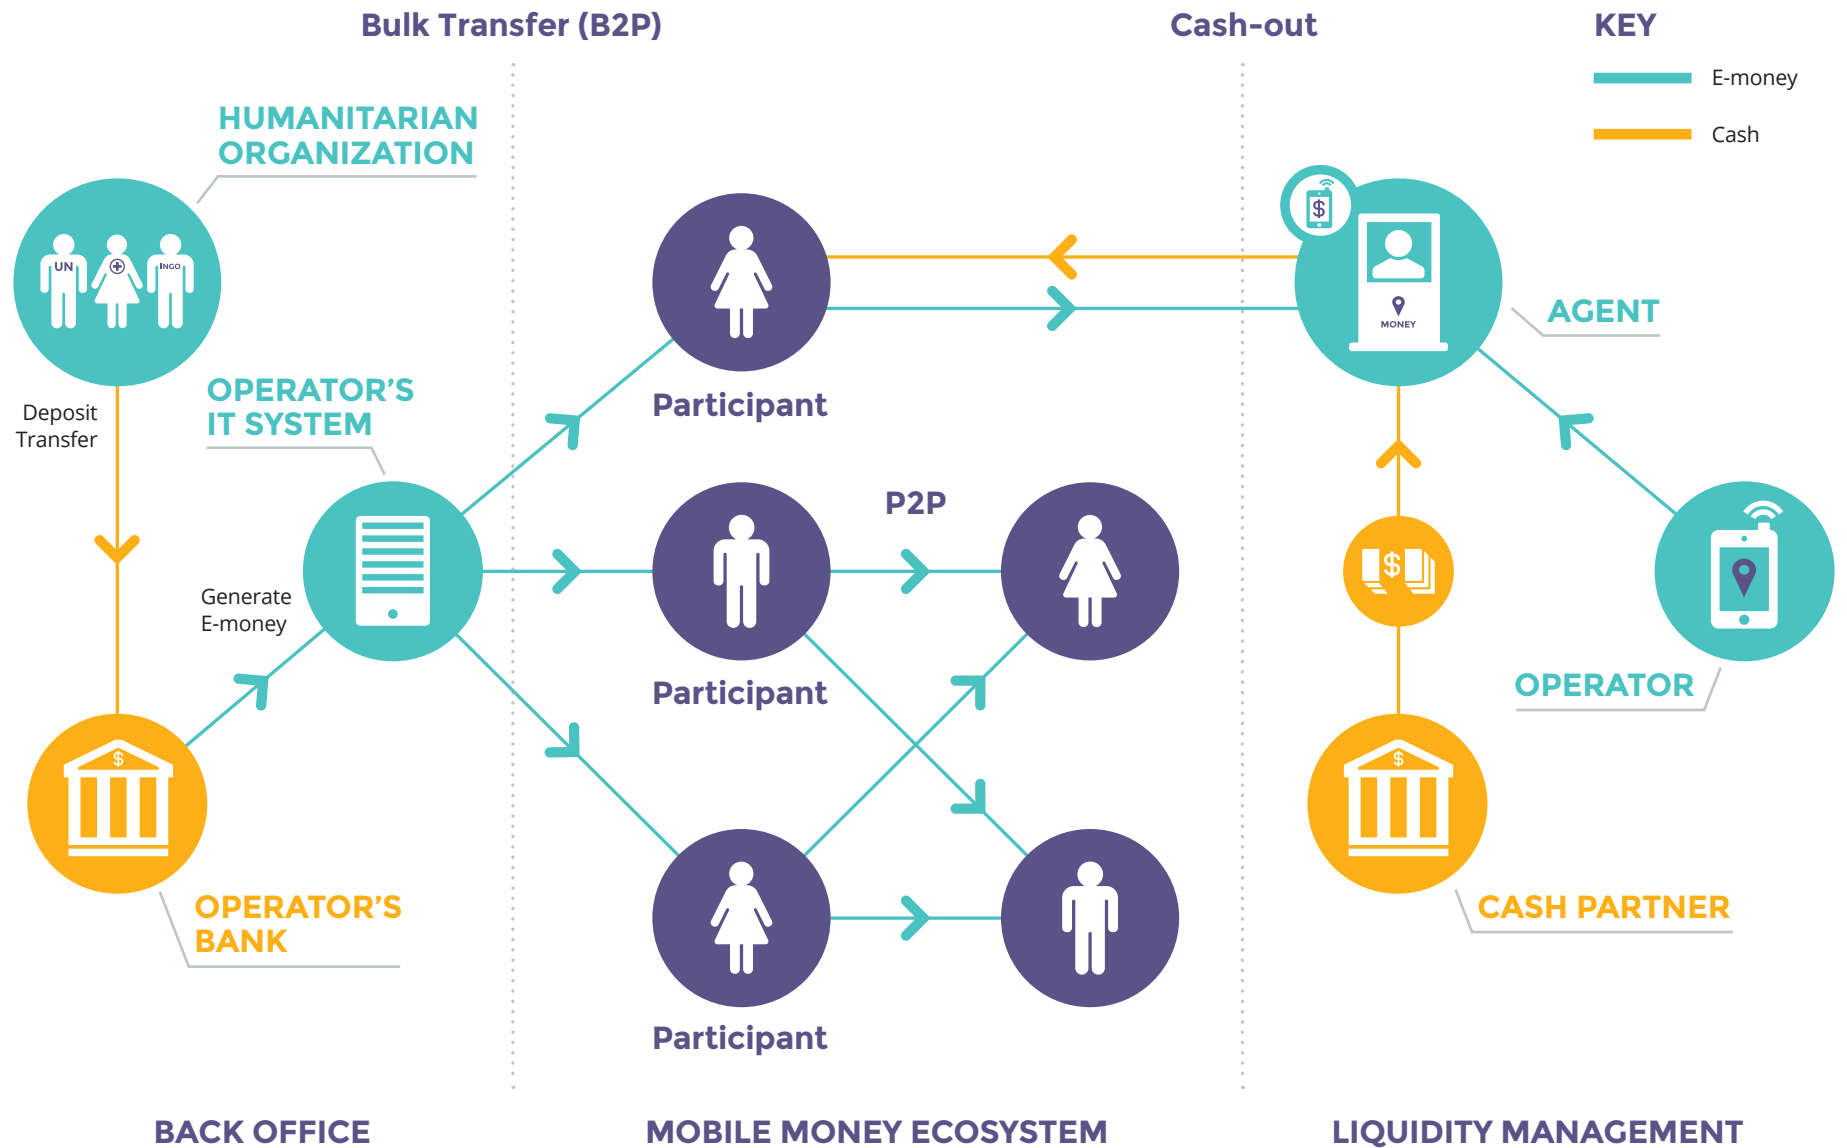 Bulk Transfer (B2P)
Cash-out
KEY
E-money
Cash
HUMANITARIAN
ORGANIZATION
UN
INGO
Deposit
Transfer
OPERATOR’S
IT SYSTEM
Generate
E-money
OPERATOR’S
BANK
$
Participant
Participant
Participant
P2P
$
MONEY
AGENT
$
OPERATOR
$
CASH PARTNER
BACK OFFICE
MOBILE MONEY ECOSYSTEM
LIQUIDITY MANAGEMENT